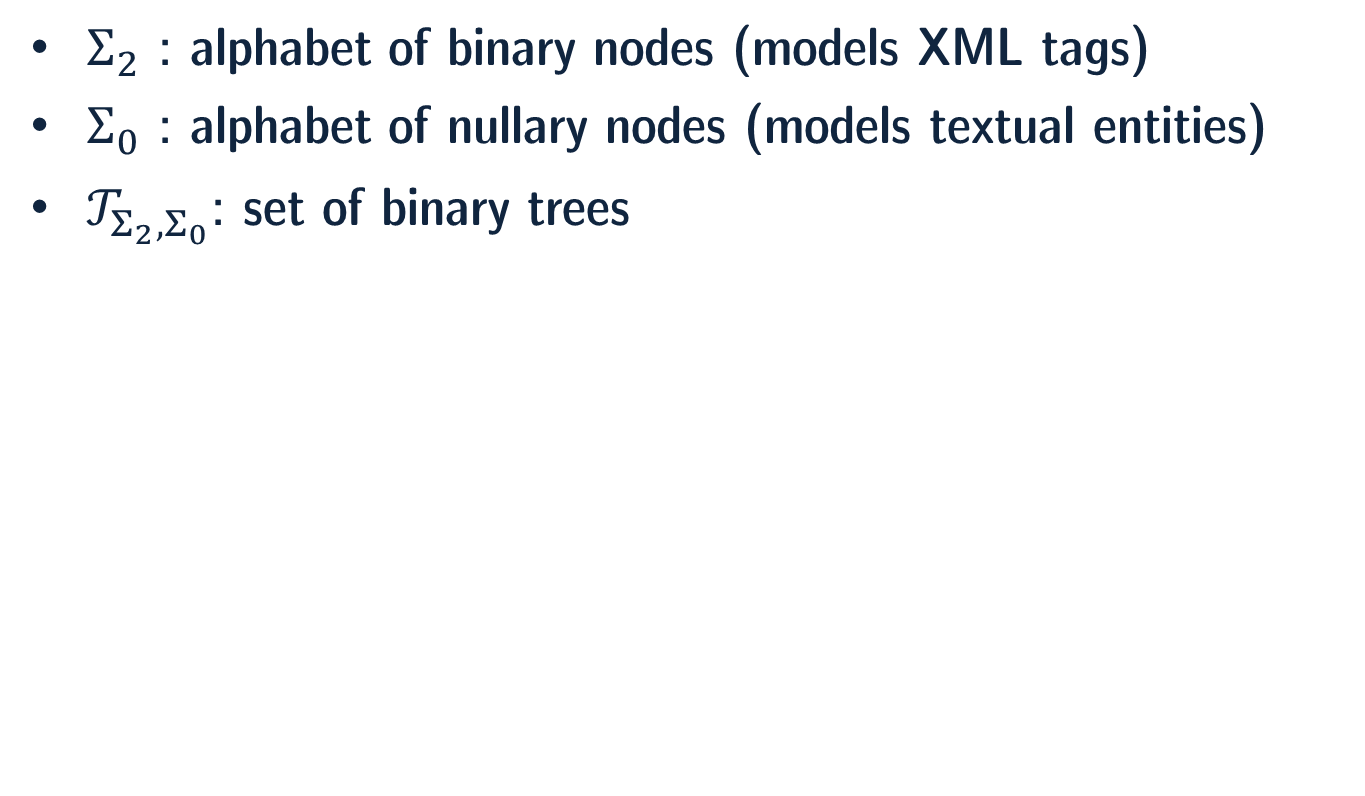 • Σ₂ : alphabet of binary nodes (models XML tags)
• Σ₀ : alphabet of nullary nodes (models textual entities)
• 𝒯_{Σ₂,Σ₀}: set of binary trees